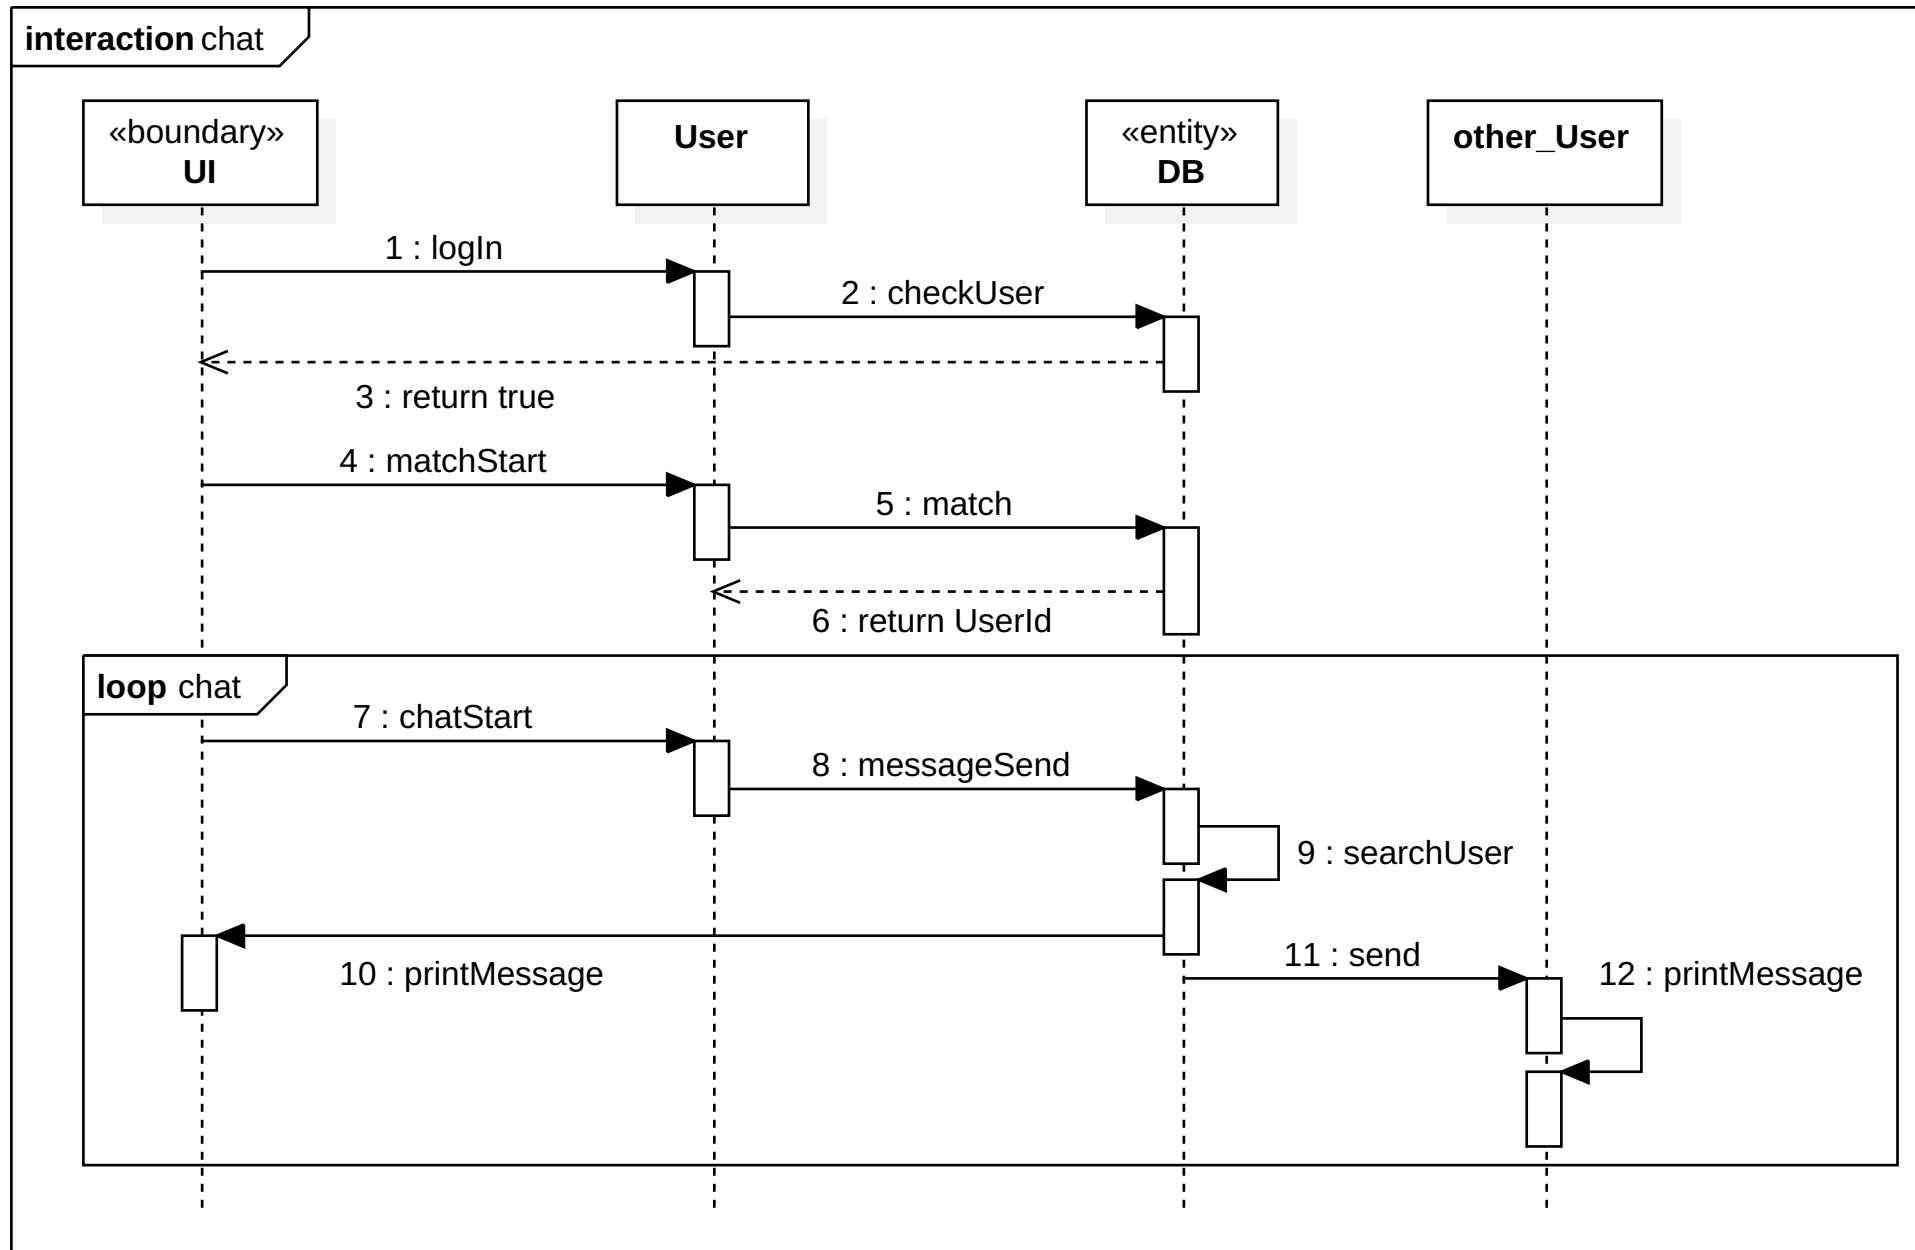 interaction chat
«boundary»
UI
User
«entity»
DB
other_User
1 : logIn
2 : checkUser
3 : return true
4 : matchStart
5 : match
6 : return UserId
loop chat
7 : chatStart
8 : messageSend
9 : searchUser
10 : printMessage
11 : send
12 : printMessage